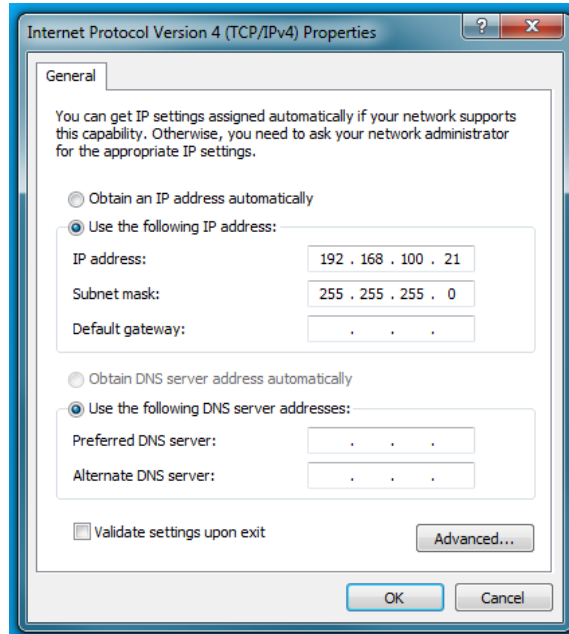 Internet Protocol Version 4 (TCP/IPv4) Properties
General
You can get IP settings assigned automatically if your network supports
this capability. Otherwise, you need to ask your network administrator
for the appropriate IP settings.
Obtain an IP address automatically
Use the following IP address:
IP address: 192 . 168 . 100 . 21
Subnet mask: 255 . 255 . 255 . 0
Default gateway: . . .
Obtain DNS server address automatically
Use the following DNS server addresses:
Preferred DNS server: . . .
Alternate DNS server: . . .
Validate settings upon exit
Advanced...
OK Cancel